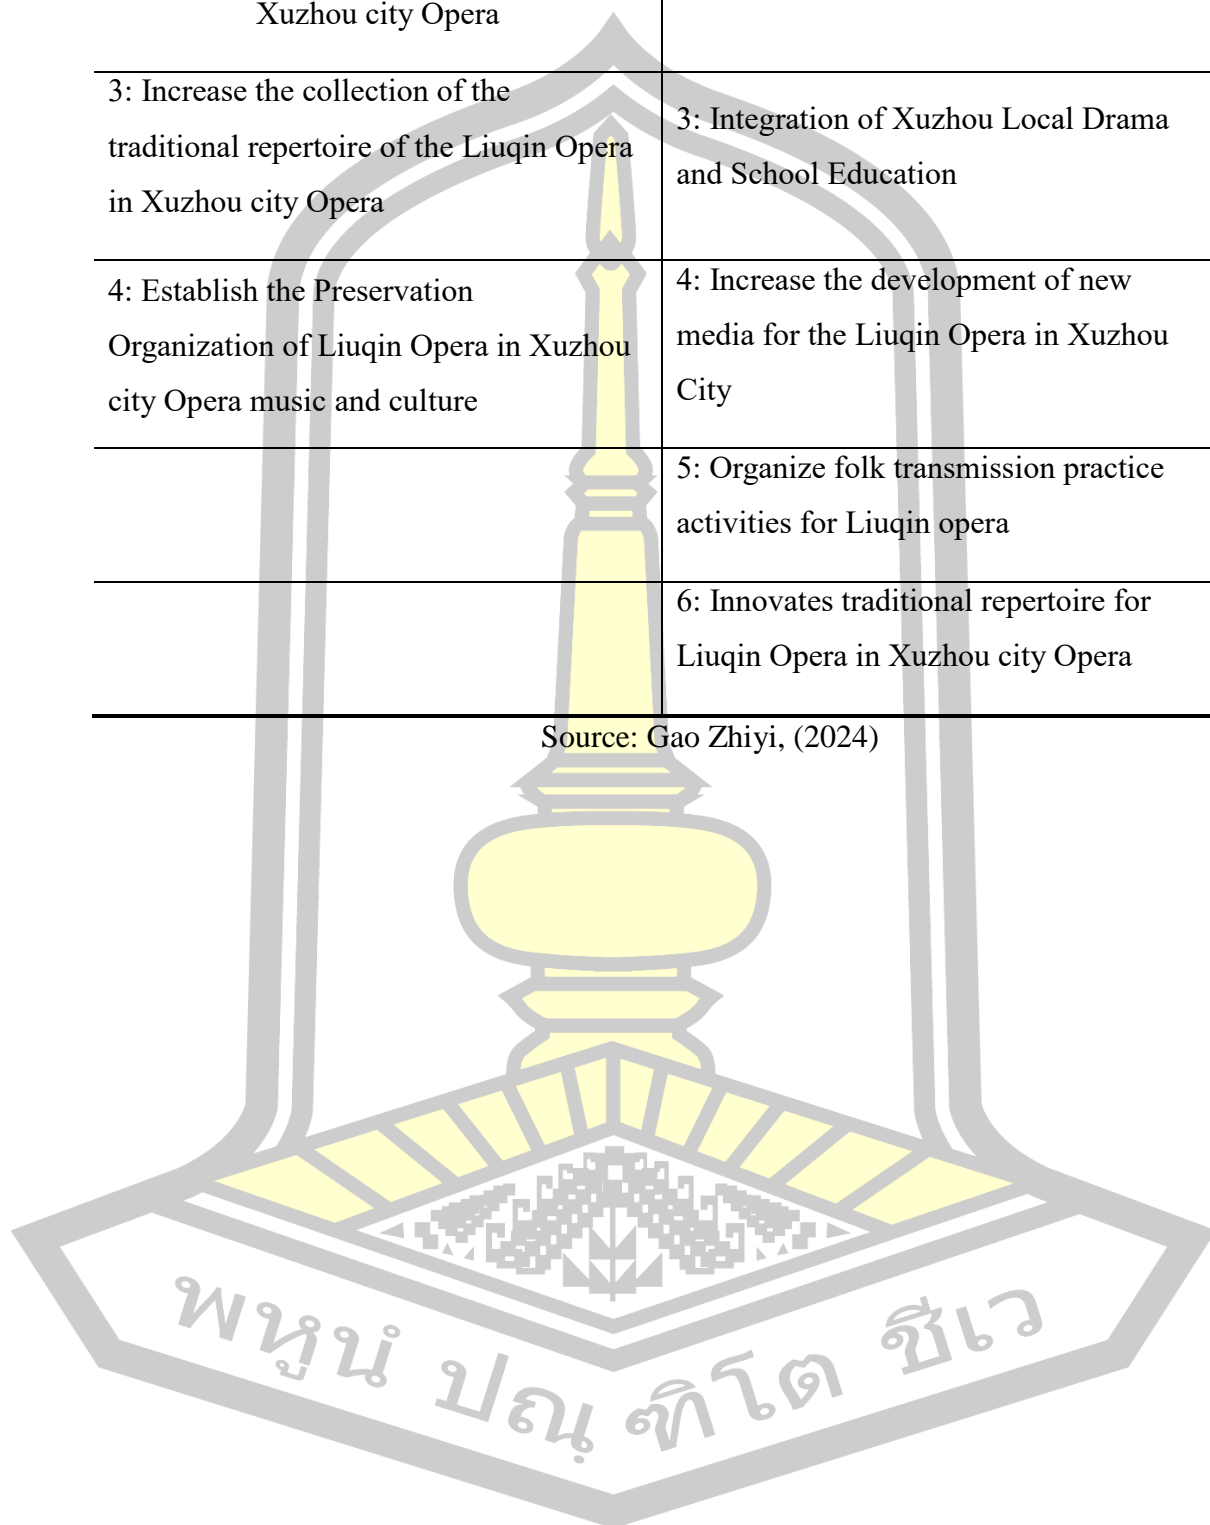 Xuzhou city Opera
3: Increase the collection of the
traditional repertoire of the Liuqin Opera
in Xuzhou city Opera
3: Integration of Xuzhou Local Drama
and School Education
4: Establish the Preservation
Organization of Liuqin Opera in Xuzhou
city Opera music and culture
4: Increase the development of new
media for the Liuqin Opera in Xuzhou
City
5: Organize folk transmission practice
activities for Liuqin opera
6: Innovates traditional repertoire for
Liuqin Opera in Xuzhou city Opera
Source: Gao Zhiyi, (2024)
พหูนํ ปณฺฑิโต ชีเว